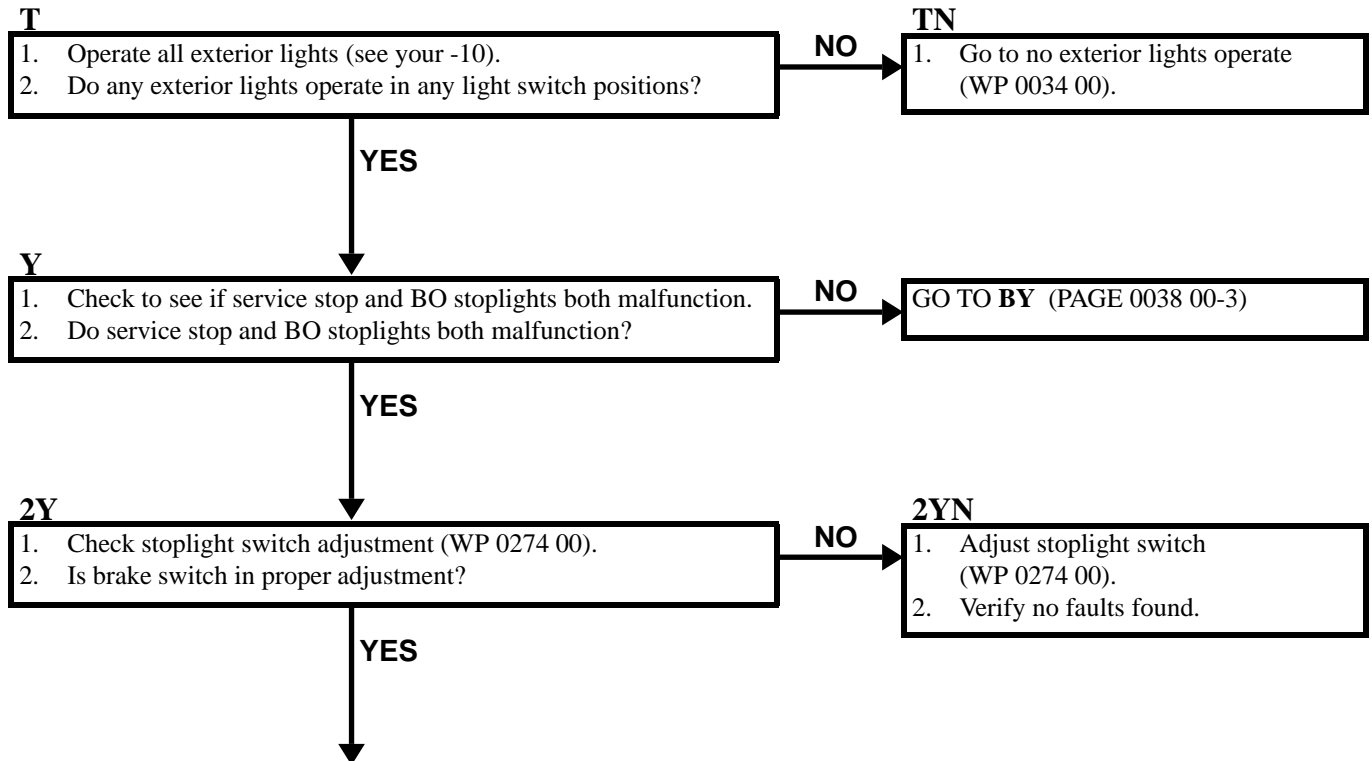 T
1. Operate all exterior lights (see your -10).
2. Do any exterior lights operate in any light switch positions?
NO
TN
1. Go to no exterior lights operate
(WP 0034 00).
YES
Y
1. Check to see if service stop and BO stoplights both malfunction.
2. Do service stop and BO stoplights both malfunction?
NO
GO TO BY (PAGE 0038 00-3)
YES
2Y
1. Check stoplight switch adjustment (WP 0274 00).
2. Is brake switch in proper adjustment?
NO
2YN
1. Adjust stoplight switch
(WP 0274 00).
2. Verify no faults found.
YES